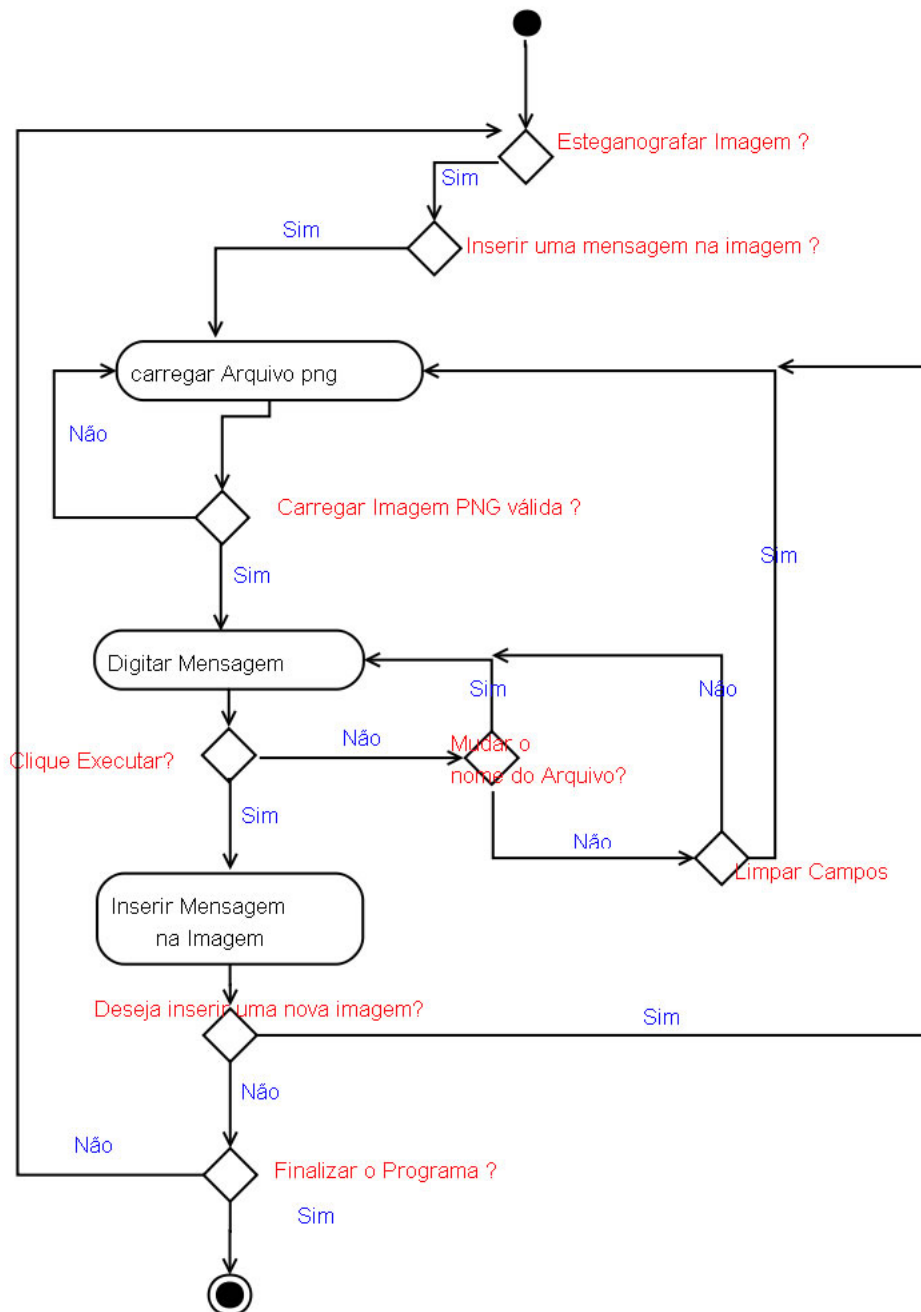 Esteganografar Imagem ?
Sim
Sim
Inserir uma mensagem na imagem ?
carregar Arquivo png
Não
Carregar Imagem PNG válida ?
Sim
Sim
Digitar Mensagem
Sim
Não
Clique Executar?
Não
Mudar o
nome do Arquivo?
Sim
Não
Limpar Campos
Inserir Mensagem
na Imagem
Deseja inserir uma nova imagem?
Sim
Não
Não
Finalizar o Programa ?
Sim